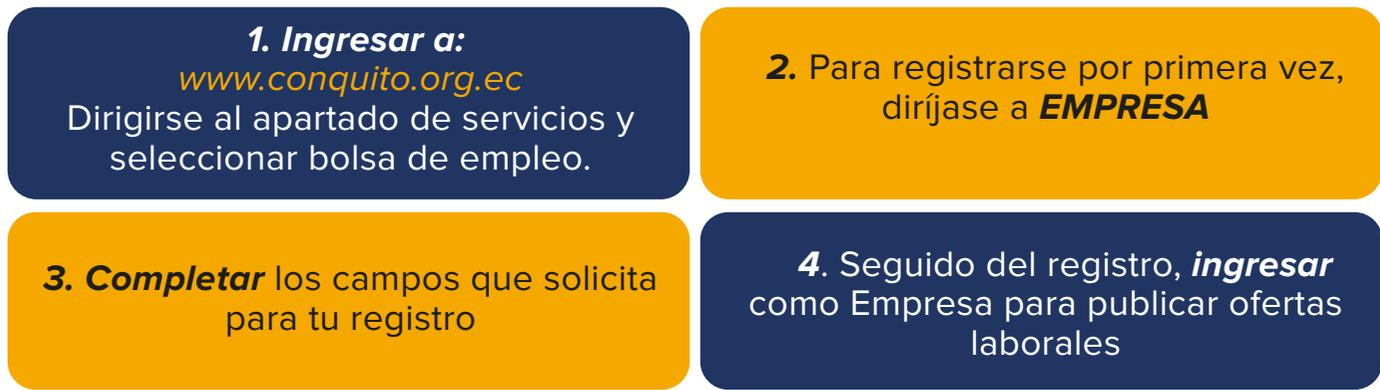 1. Ingresar a:
www.conquito.org.ec
Dirigirse al apartado de servicios y
seleccionar bolsa de empleo.
2. Para registrarse por primera vez,
diríjase a EMPRESA
3. Completar los campos que solicita
para tu registro
4. Seguido del registro, ingresar
como Empresa para publicar ofertas
laborales